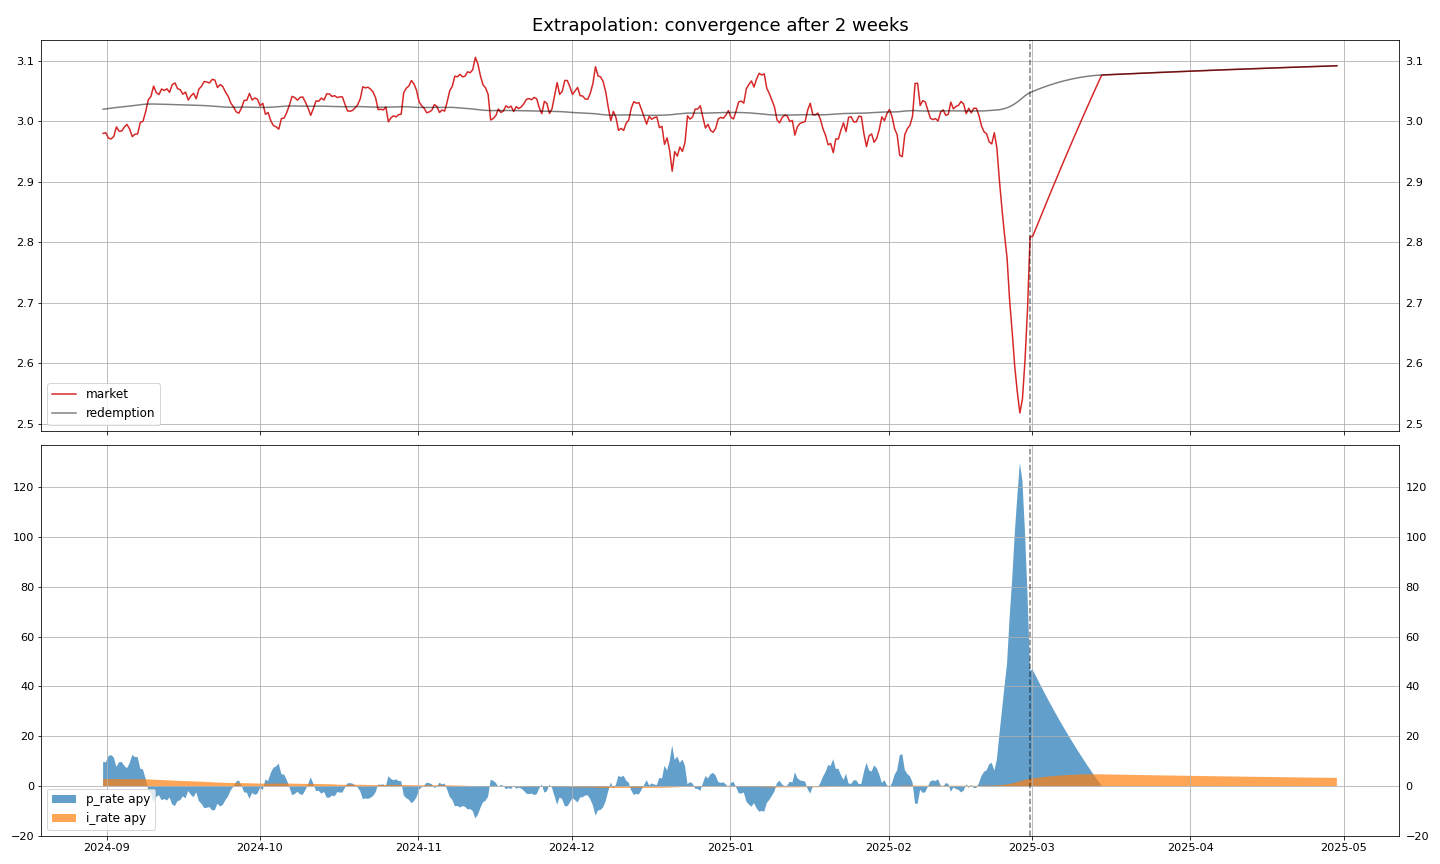 Extrapolation: convergence after 2 weeks
3.1 3.1
3.0 3.0
2.9 2.9
2.8 2.8
2.7 2.7
2.6 2.6
market
redemption
2.5 2.5
120 120
100 100
80 80
60 60
40 40
20 20
0 0
p_rate apy
i_rate apy
−20 −20
2024-09 2024-10 2024-11 2024-12 2025-01 2025-02 2025-03 2025-04 2025-05